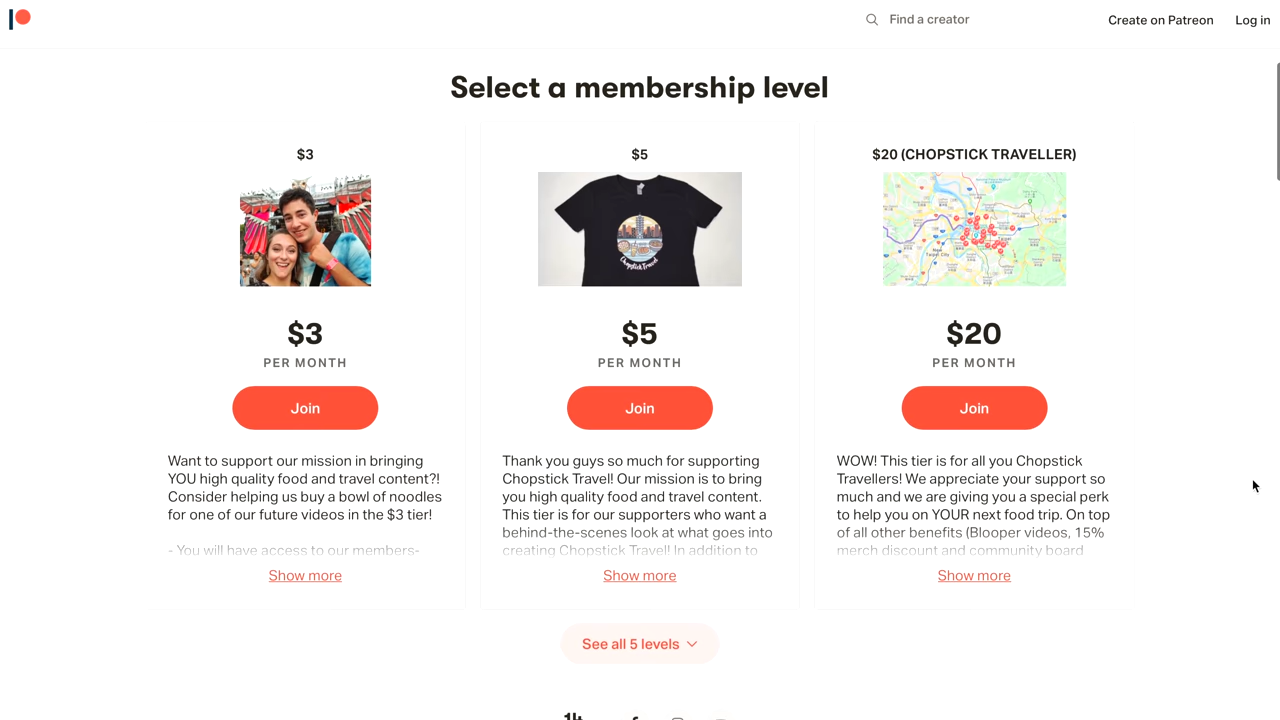 Find a creator
Create on Patreon
Log in
Select a membership level
$3
$5
$20 (CHOPSTICK TRAVELLER)
Chopstick Travel
New
Taipei City
Taipei
$3
PER MONTH
Join
$5
PER MONTH
Join
$20
PER MONTH
Join
Want to support our mission in bringing
YOU high quality food and travel content?!
Consider helping us buy a bowl of noodles
for one of our future videos in the $3 tier!
- You will have access to our members-
Show more
Thank you guys so much for supporting
Chopstick Travel! Our mission is to bring
you high quality food and travel content.
This tier is for our supporters who want a
behind-the-scenes look at what goes into
creating Chopstick Travel! In addition to
Show more
WOW! This tier is for all you Chopstick
Travellers! We appreciate your support so
much and we are giving you a special perk
to help you on YOUR next food trip. On top
of all other benefits (Blooper videos, 15%
merch discount and community board
Show more
See all 5 levels